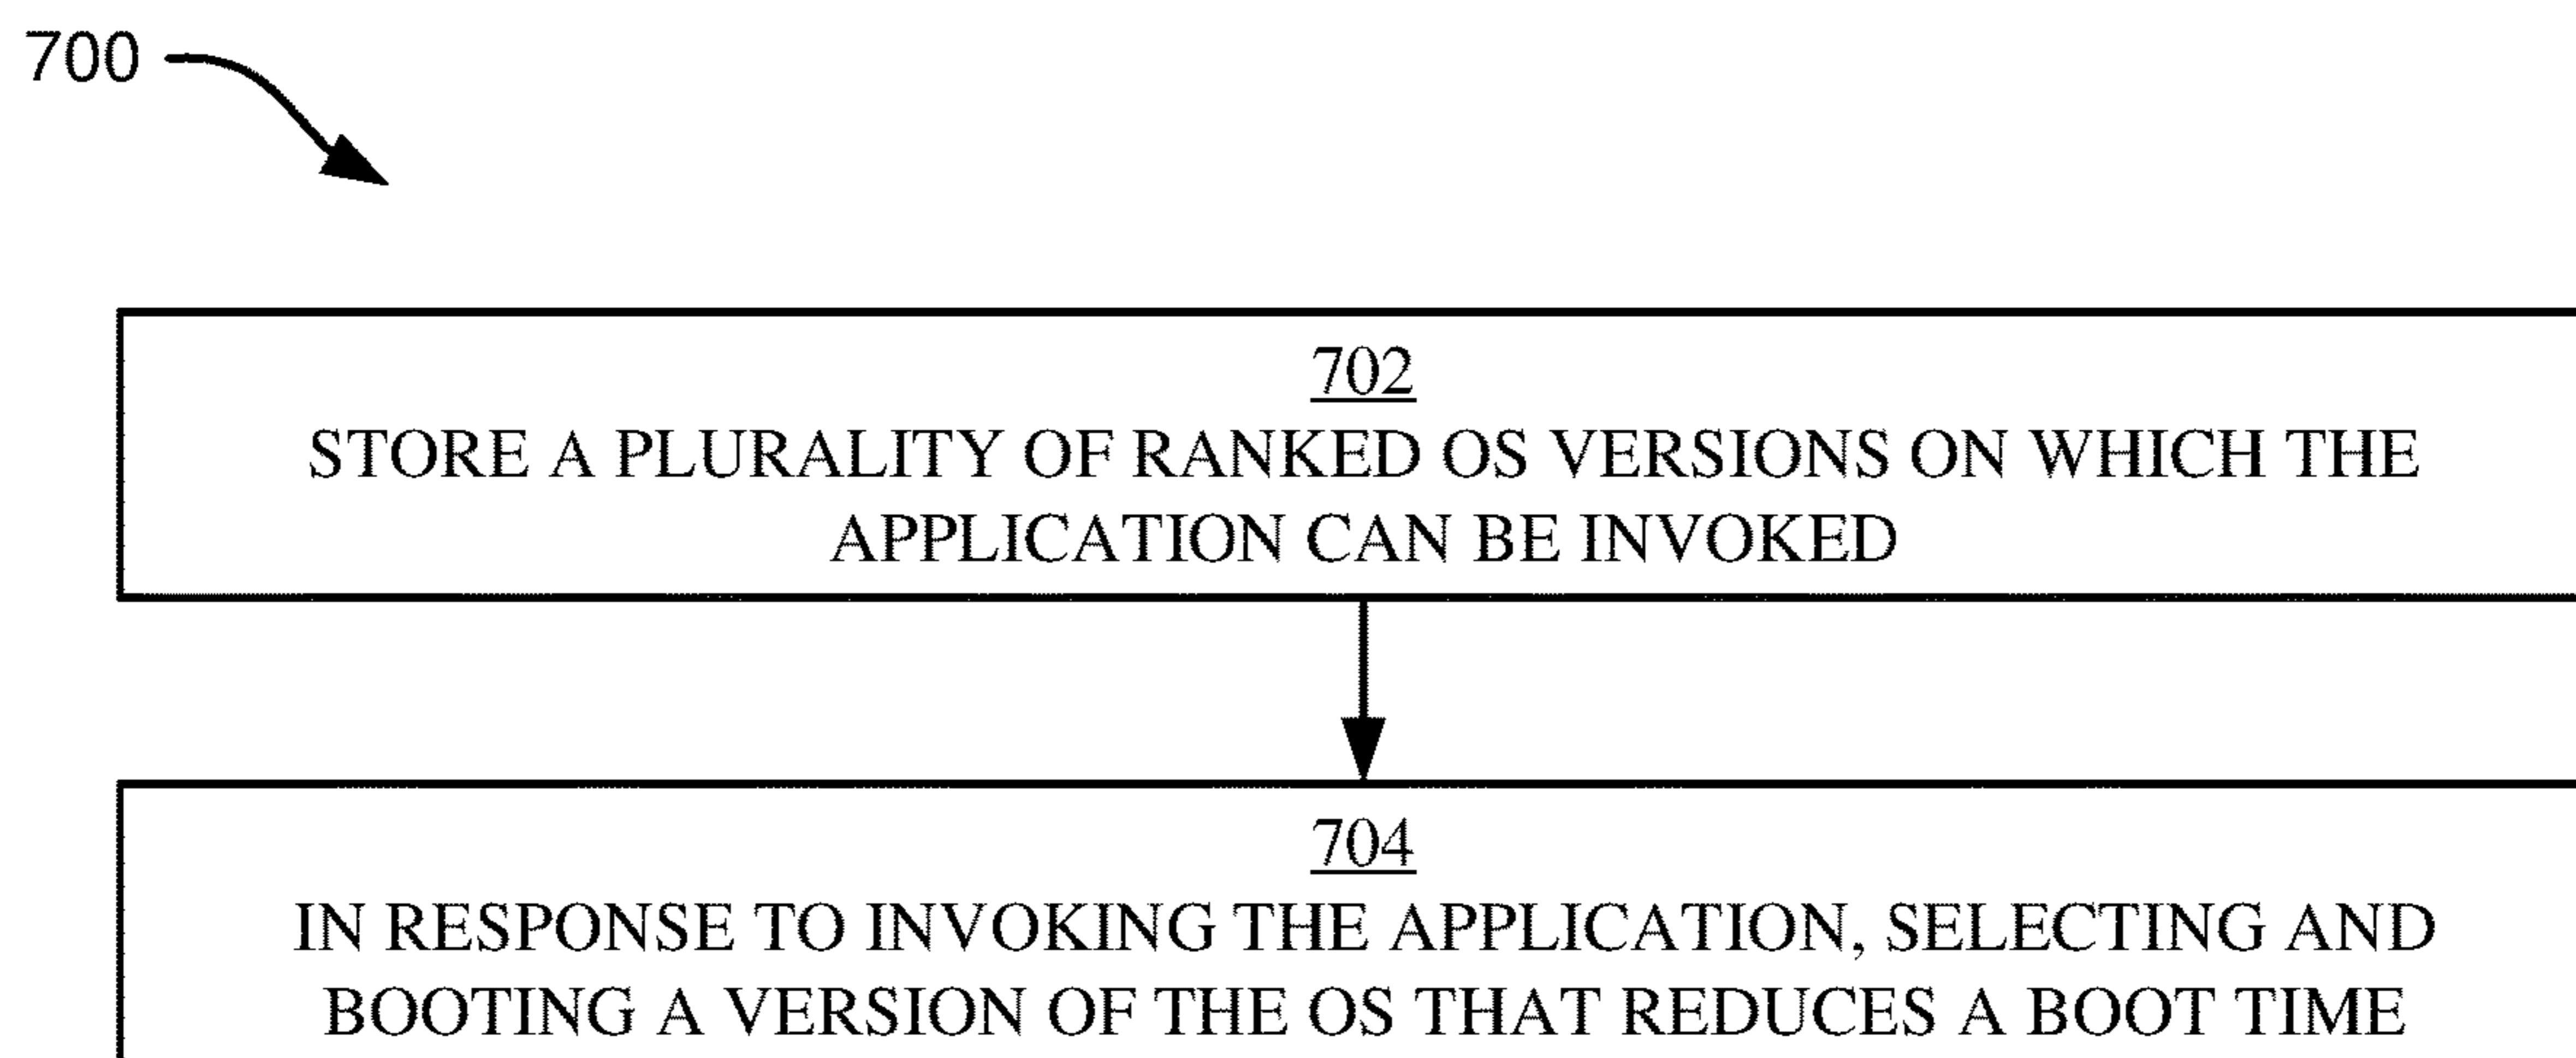 700
702
STORE A PLURALITY OF RANKED OS VERSIONS ON WHICH THE
APPLICATION CAN BE INVOKED
704
IN RESPONSE TO INVOKING THE APPLICATION, SELECTING AND
BOOTING A VERSION OF THE OS THAT REDUCES A BOOT TIME